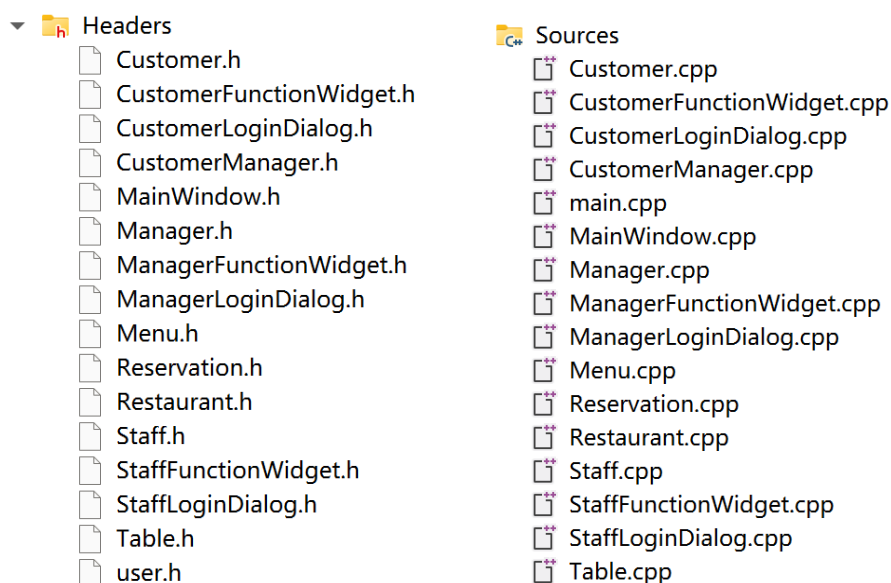 Headers
Customer.h
CustomerFunctionWidget.h
CustomerLoginDialog.h
CustomerManager.h
MainWindow.h
Manager.h
ManagerFunctionWidget.h
ManagerLoginDialog.h
Menu.h
Reservation.h
Restaurant.h
Staff.h
StaffFunctionWidget.h
StaffLoginDialog.h
Table.h
user.h
Sources
Customer.cpp
CustomerFunctionWidget.cpp
CustomerLoginDialog.cpp
CustomerManager.cpp
main.cpp
MainWindow.cpp
Manager.cpp
ManagerFunctionWidget.cpp
ManagerLoginDialog.cpp
Menu.cpp
Reservation.cpp
Restaurant.cpp
Staff.cpp
StaffFunctionWidget.cpp
StaffLoginDialog.cpp
Table.cpp